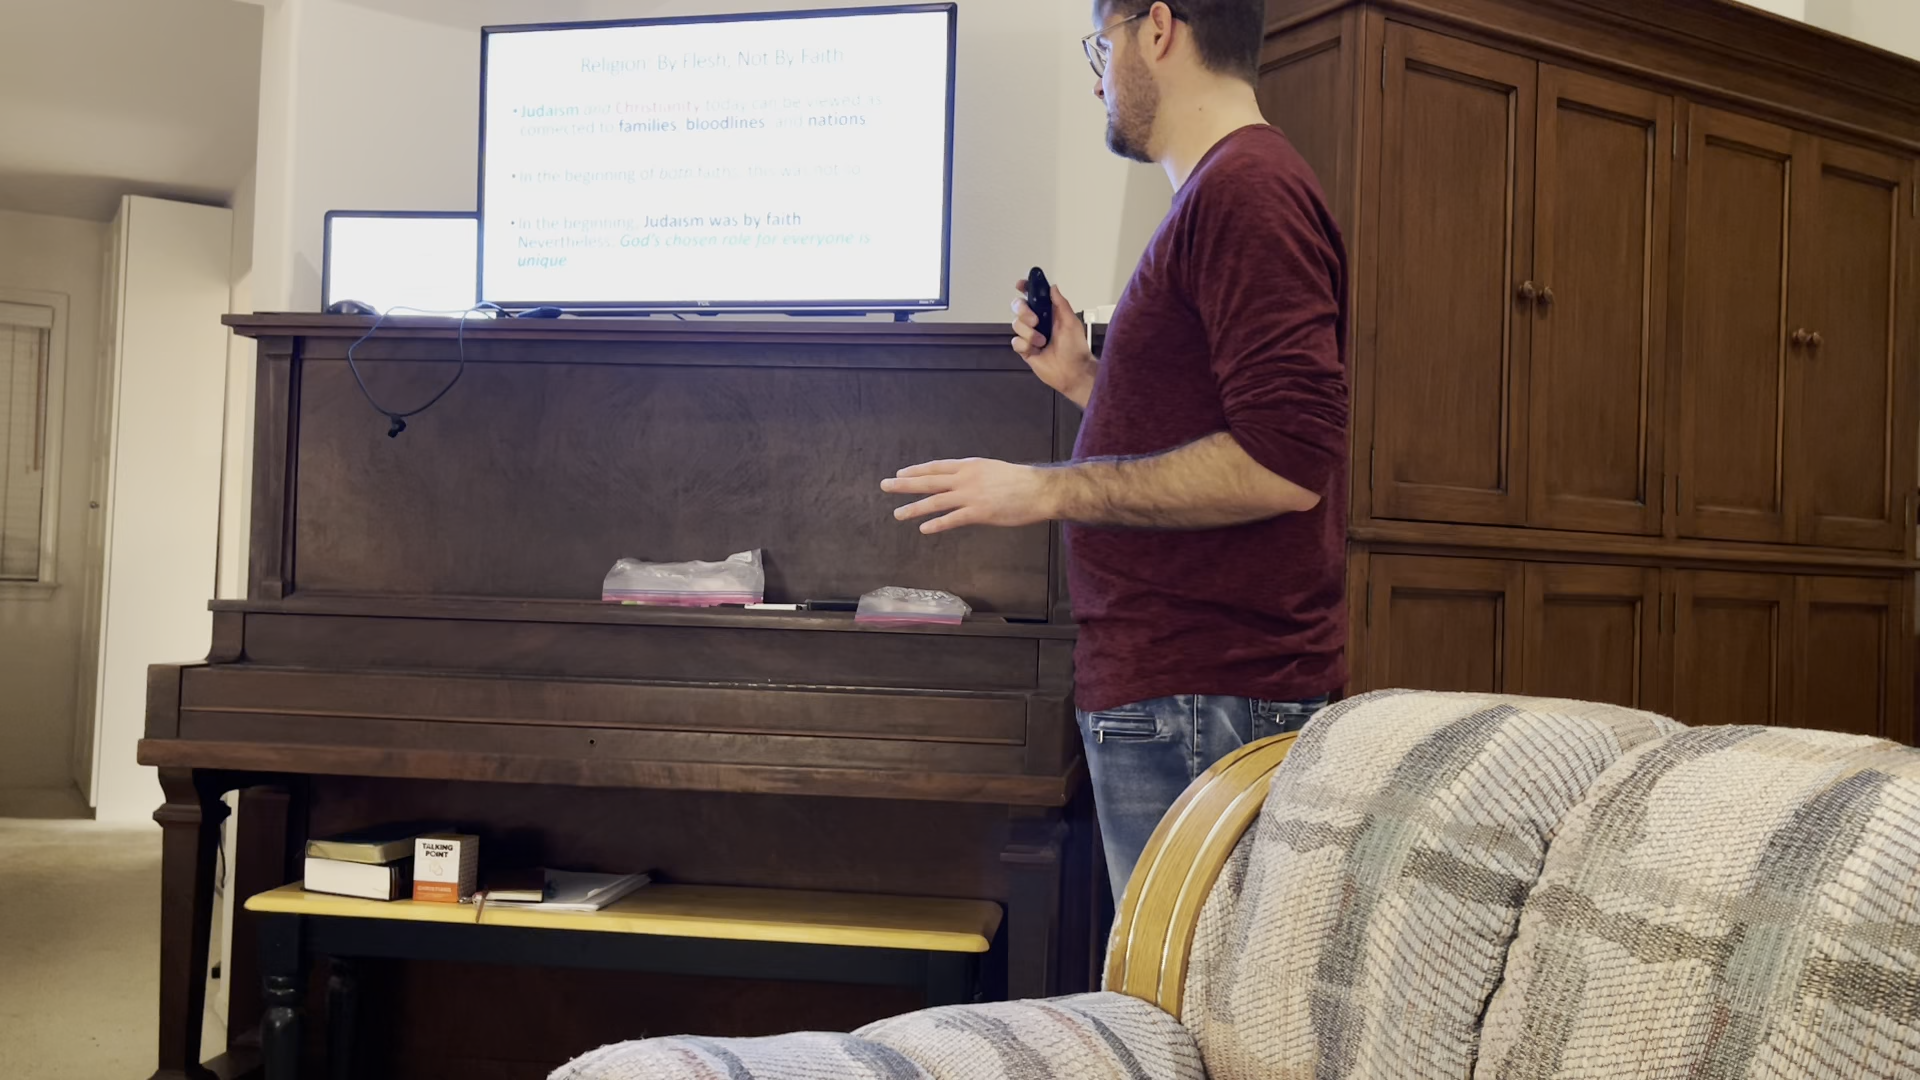 Religion: By Flesh, Not By Faith
• Judaism and Christianity today can be viewed as
connected to families, bloodlines, and nations
• In the beginning of both faiths, this was not so.
• In the beginning, Judaism was by faith
Nevertheless, God's chosen role for everyone is
unique
TCL
TALKING
POINT